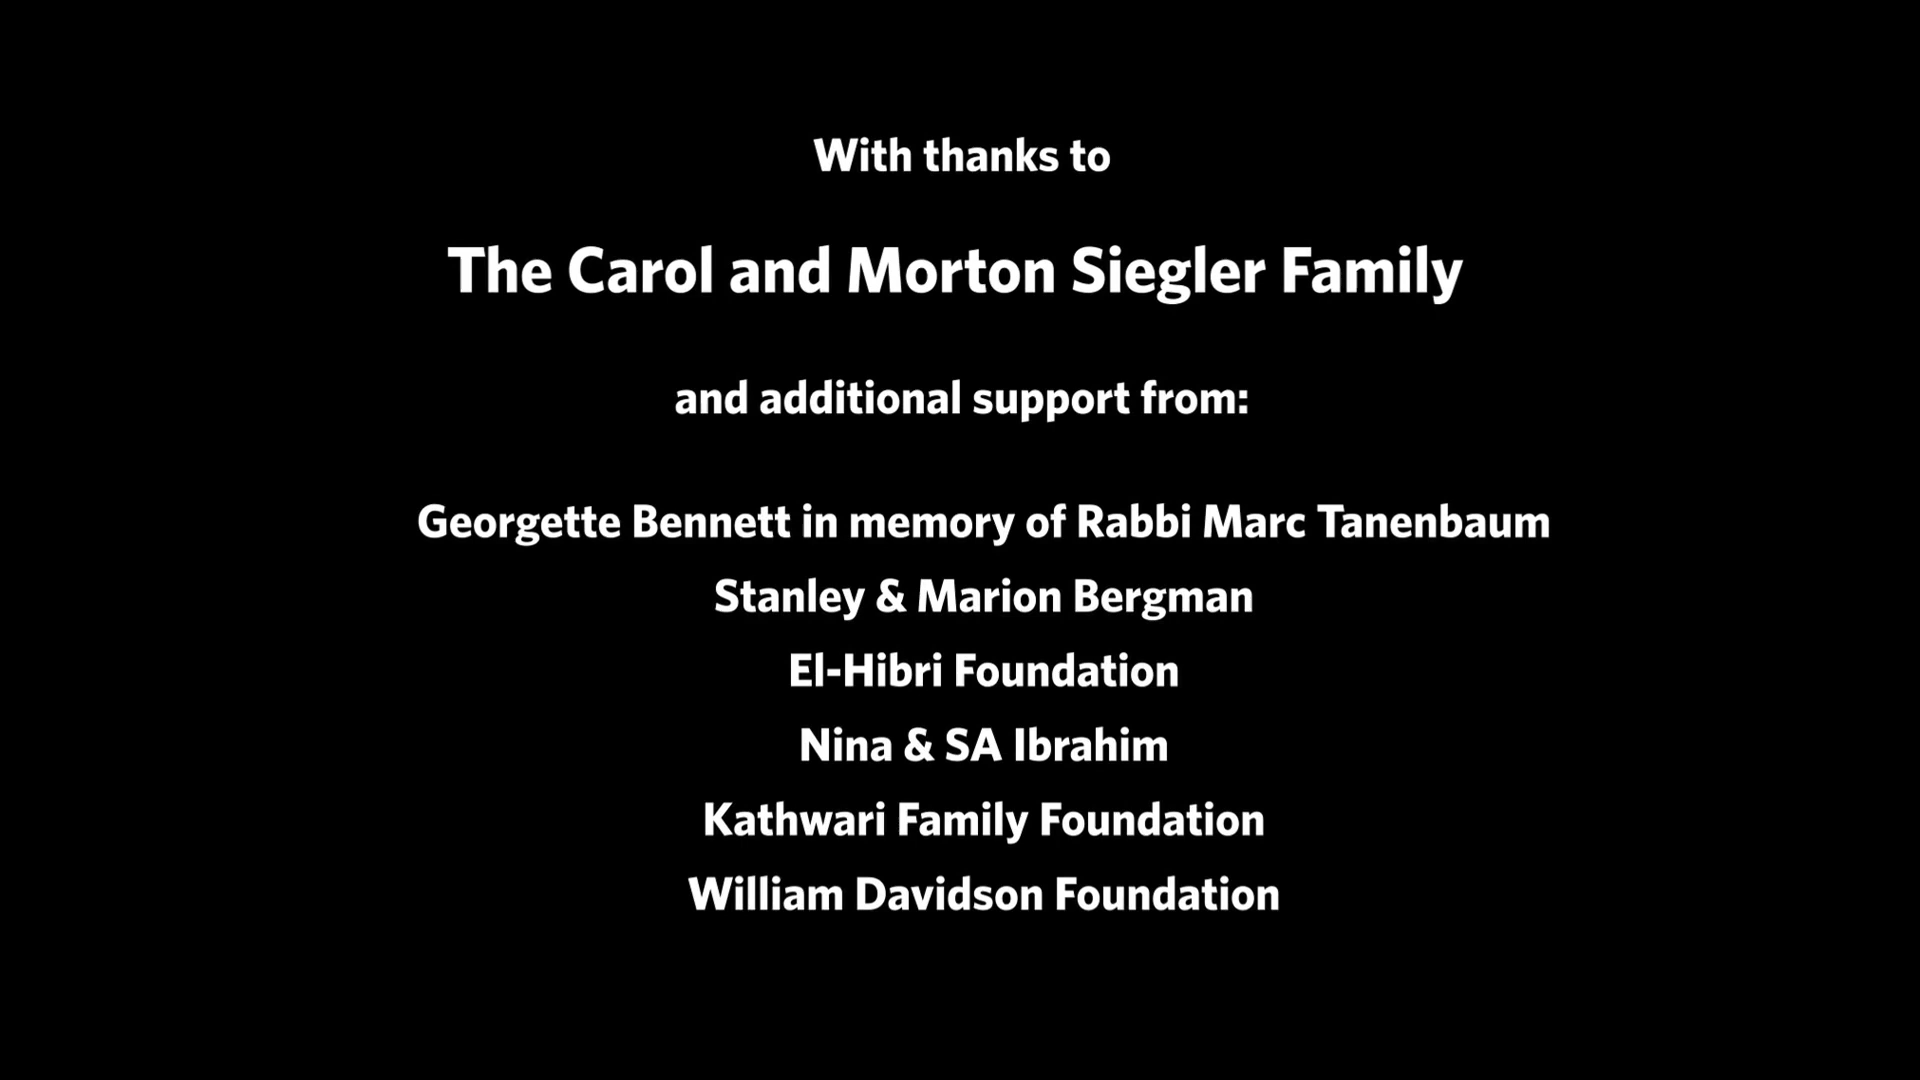 With thanks to
The Carol and Morton Siegler Family
and additional support from:
Georgette Bennett in memory of Rabbi Marc Tanenbaum
Stanley & Marion Bergman
El-Hibri Foundation
Nina & SA Ibrahim
Kathwari Family Foundation
William Davidson Foundation